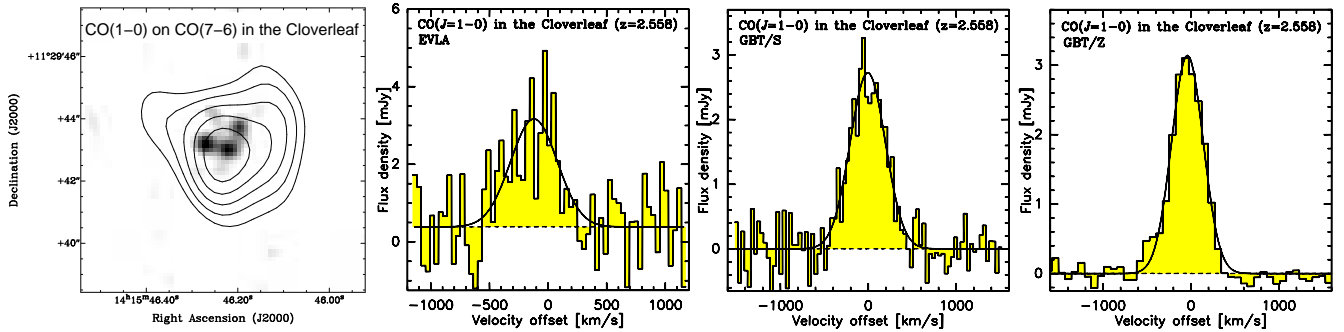 CO(1−0) on CO(7−6) in the Cloverleaf
+11°29′46″
+44″
+42″
+40″
14ʰ15ᵐ46.40ˢ
46.20ˢ
46.00ˢ
Right Ascension (J2000)
Declination (J2000)
CO(J=1−0) in the Cloverleaf (z=2.558)
EVLA
6
4
2
0
−1000
−500
0
500
1000
Velocity offset [km/s]
Flux density [mJy]
CO(J=1−0) in the Cloverleaf (z=2.558)
GBT/S
3
2
1
0
−1000
0
1000
Velocity offset [km/s]
Flux density [mJy]
CO(J=1−0) in the Cloverleaf (z=2.558)
GBT/Z
3
2
1
0
−1000
0
1000
Velocity offset [km/s]
Flux density [mJy]